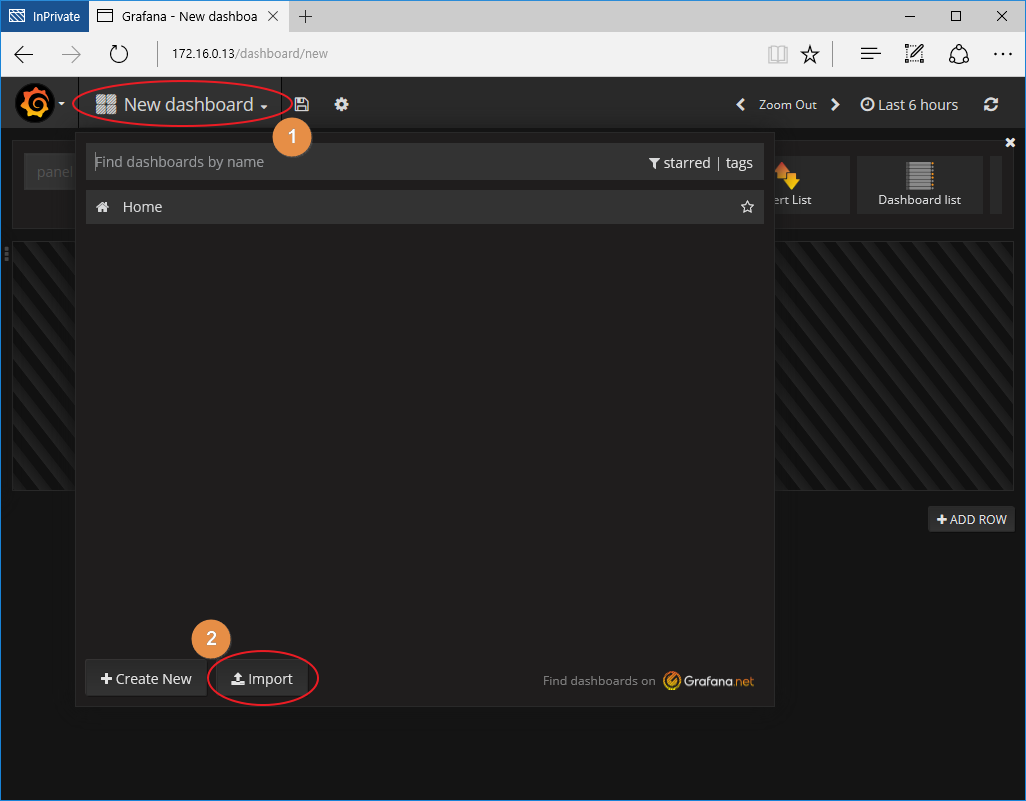 InPrivate
Grafana - New dashboa
172.16.0.13/dashboard/new
New dashboard
Zoom Out
Last 6 hours
1
Find dashboards by name
starred | tags
panel
ert List
Dashboard list
Home
ADD ROW
2
Create New
Import
Find dashboards on Grafana.net